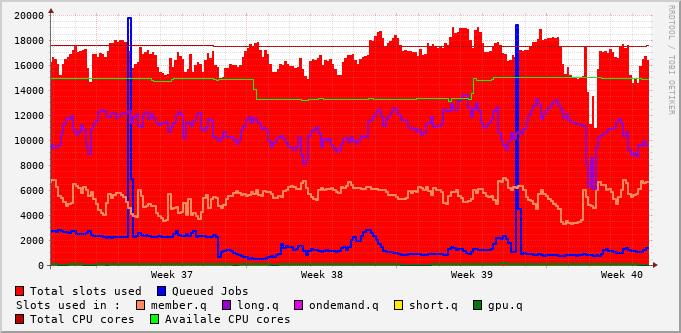 20000
18000
16000
14000
12000
10000
8000
6000
4000
2000
0
Week 37 Week 38 Week 39 Week 40
Total slots used Queued Jobs
Slots used in : member.q long.q ondemand.q short.q gpu.q
Total CPU cores Availale CPU cores
RRDTOOL / TOBI OETIKER